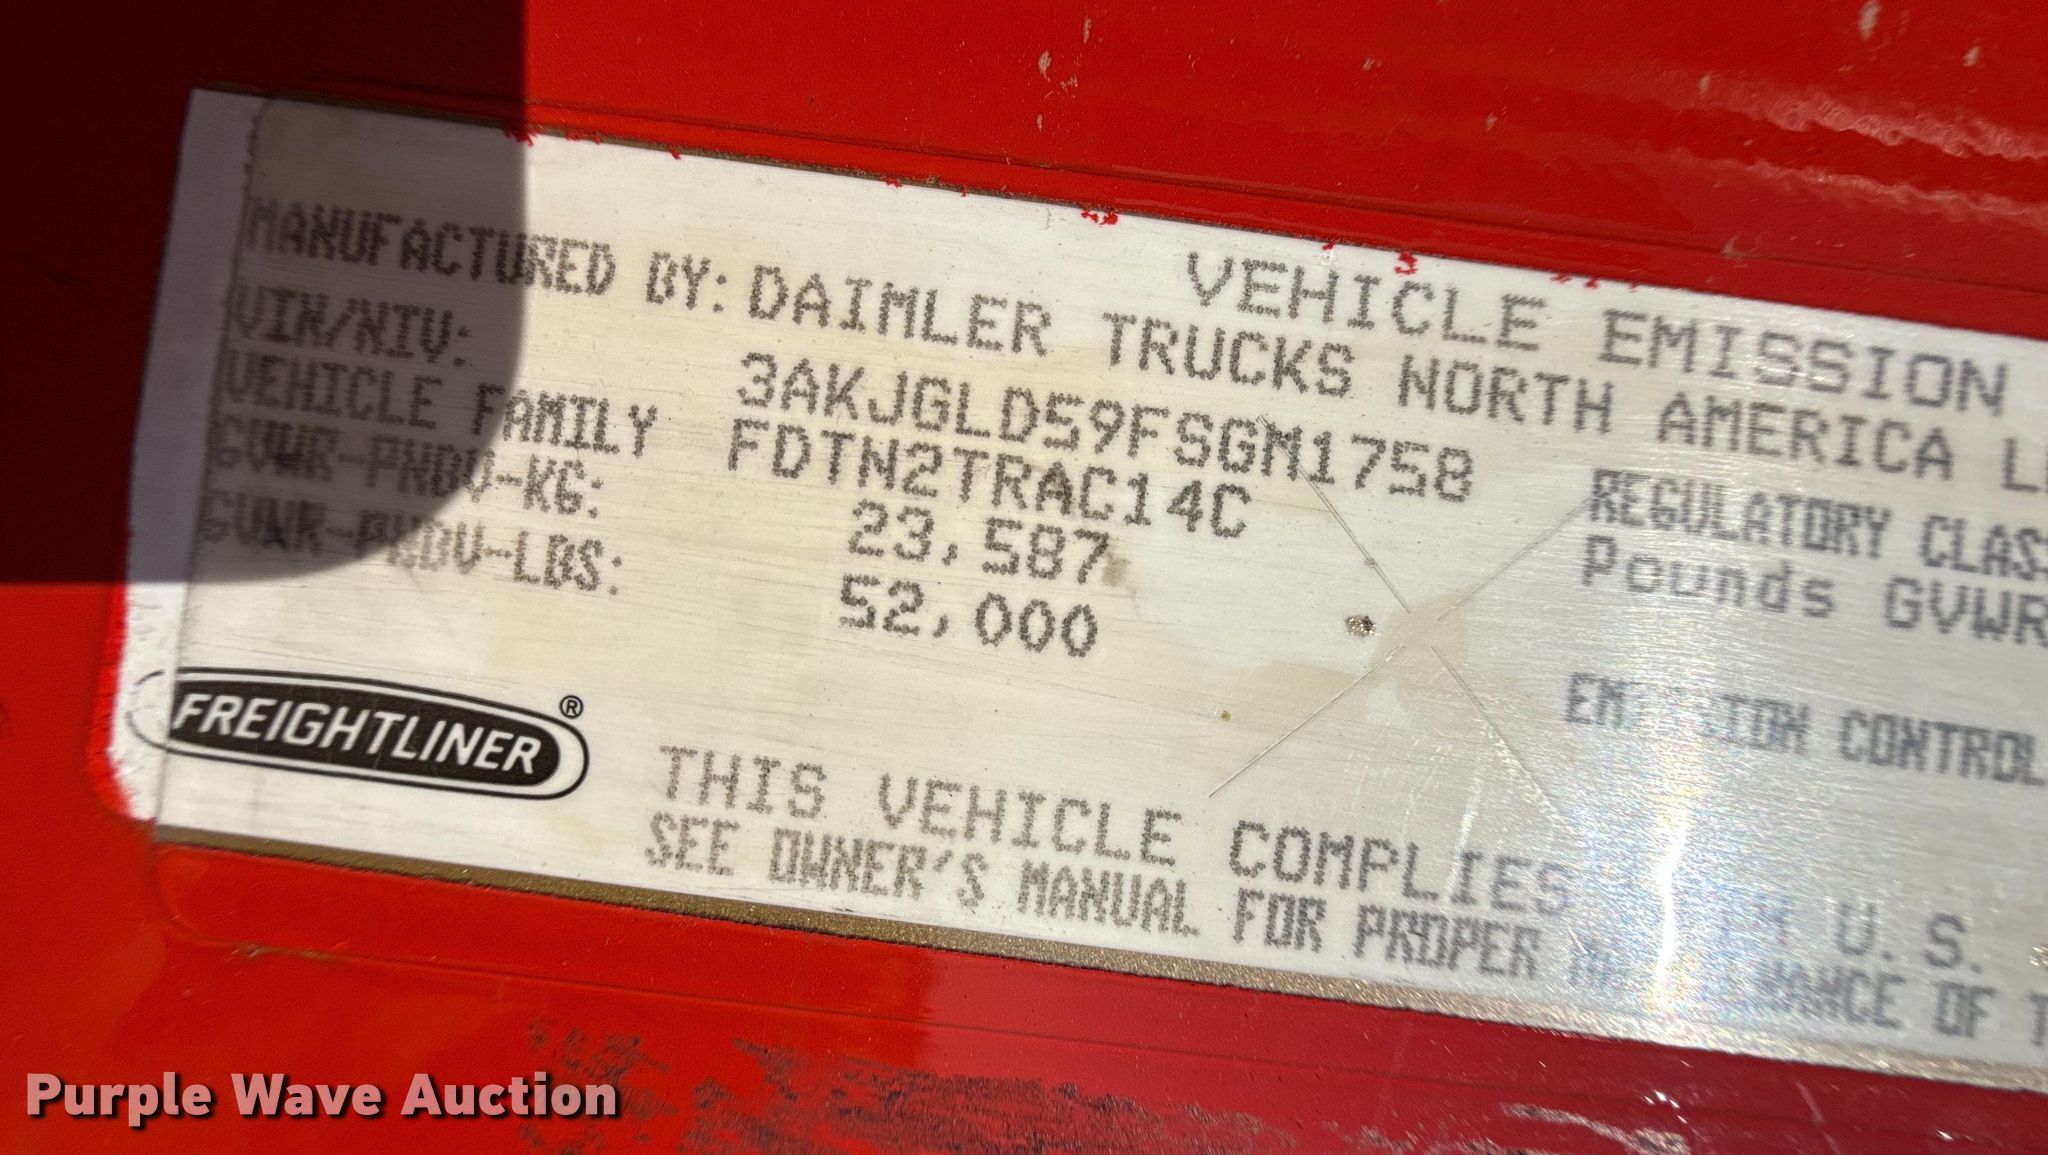 VEHICLE EMISSION
MANUFACTURED BY: DAIMLER TRUCKS NORTH AMERICA
VIN/NIV: 3AKJGLD59FSGM1758
VEHICLE FAMILY FDTN2TRAC14C
REGULATORY CLAS
GVWR-PNBV-KG: 23,587
Pounds GVWR
GVWR-PNBV-LBS: 52,000
EMISSION CONTROL
FREIGHTLINER®
THIS VEHICLE COMPLIES U.S.
SEE OWNER'S MANUAL FOR PROPER OF T
Purple Wave Auction